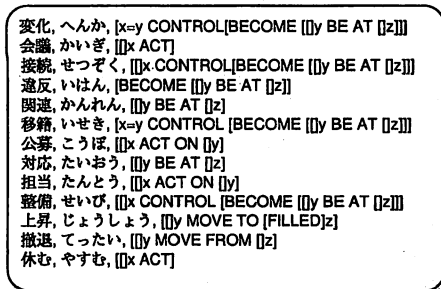 変化, へんか, [x=y CONTROL[BECOME [[]y BE AT []z]]]
会議, かいぎ, [[]x ACT]
接続, せつぞく, [[]x CONTROL[BECOME [[]y BE AT []z]]]
違反, いはん, [BECOME [[]y BE AT []z]]
関連, かんれん, [[]y BE AT []z]
移籍, いせき, [x=y CONTROL [BECOME [[]y BE AT []z]]]
公募, こうぼ, [[]x ACT ON []y]
対応, たいおう, [[]y BE AT []z]
担当, たんとう, [[]x ACT ON []y]
整備, せいび, [[]x CONTROL [BECOME [[]y BE AT []z]]]
上昇, じょうしょう, [[]y MOVE TO [FILLED]z]
撤退, てったい, [[]y MOVE FROM []z]
休む, やすむ, [[]x ACT]